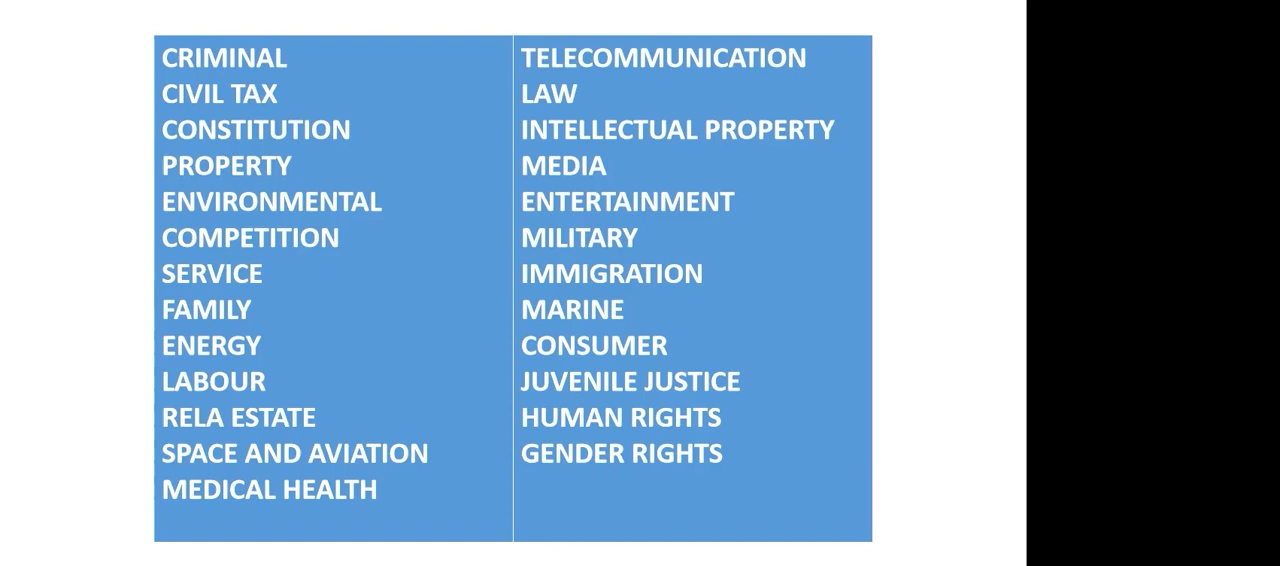 CRIMINAL
CIVIL TAX
CONSTITUTION
PROPERTY
ENVIRONMENTAL
COMPETITION
SERVICE
FAMILY
ENERGY
LABOUR
RELA ESTATE
SPACE AND AVIATION
MEDICAL HEALTH
TELECOMMUNICATION
LAW
INTELLECTUAL PROPERTY
MEDIA
ENTERTAINMENT
MILITARY
IMMIGRATION
MARINE
CONSUMER
JUVENILE JUSTICE
HUMAN RIGHTS
GENDER RIGHTS